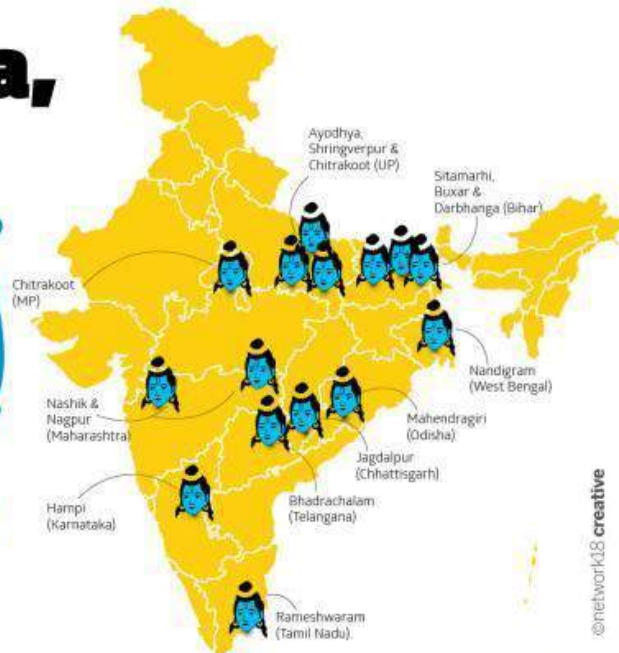 a,
Ayodhya,
Shringverpur &
Chitrakoot (UP)
Sitamarhi,
Buxar &
Darbhanga (Bihar)
Chitrakoot
(MP)
Nandigram
(West Bengal)
Nashik &
Nagpur
(Maharashtra)
Mahendragiri
(Odisha)
Jagdalpur
(Chhattisgarh)
Bhadrachalam
(Telangana)
Hampi
(Karnataka)
Rameshwaram
(Tamil Nadu).
©network18 creative